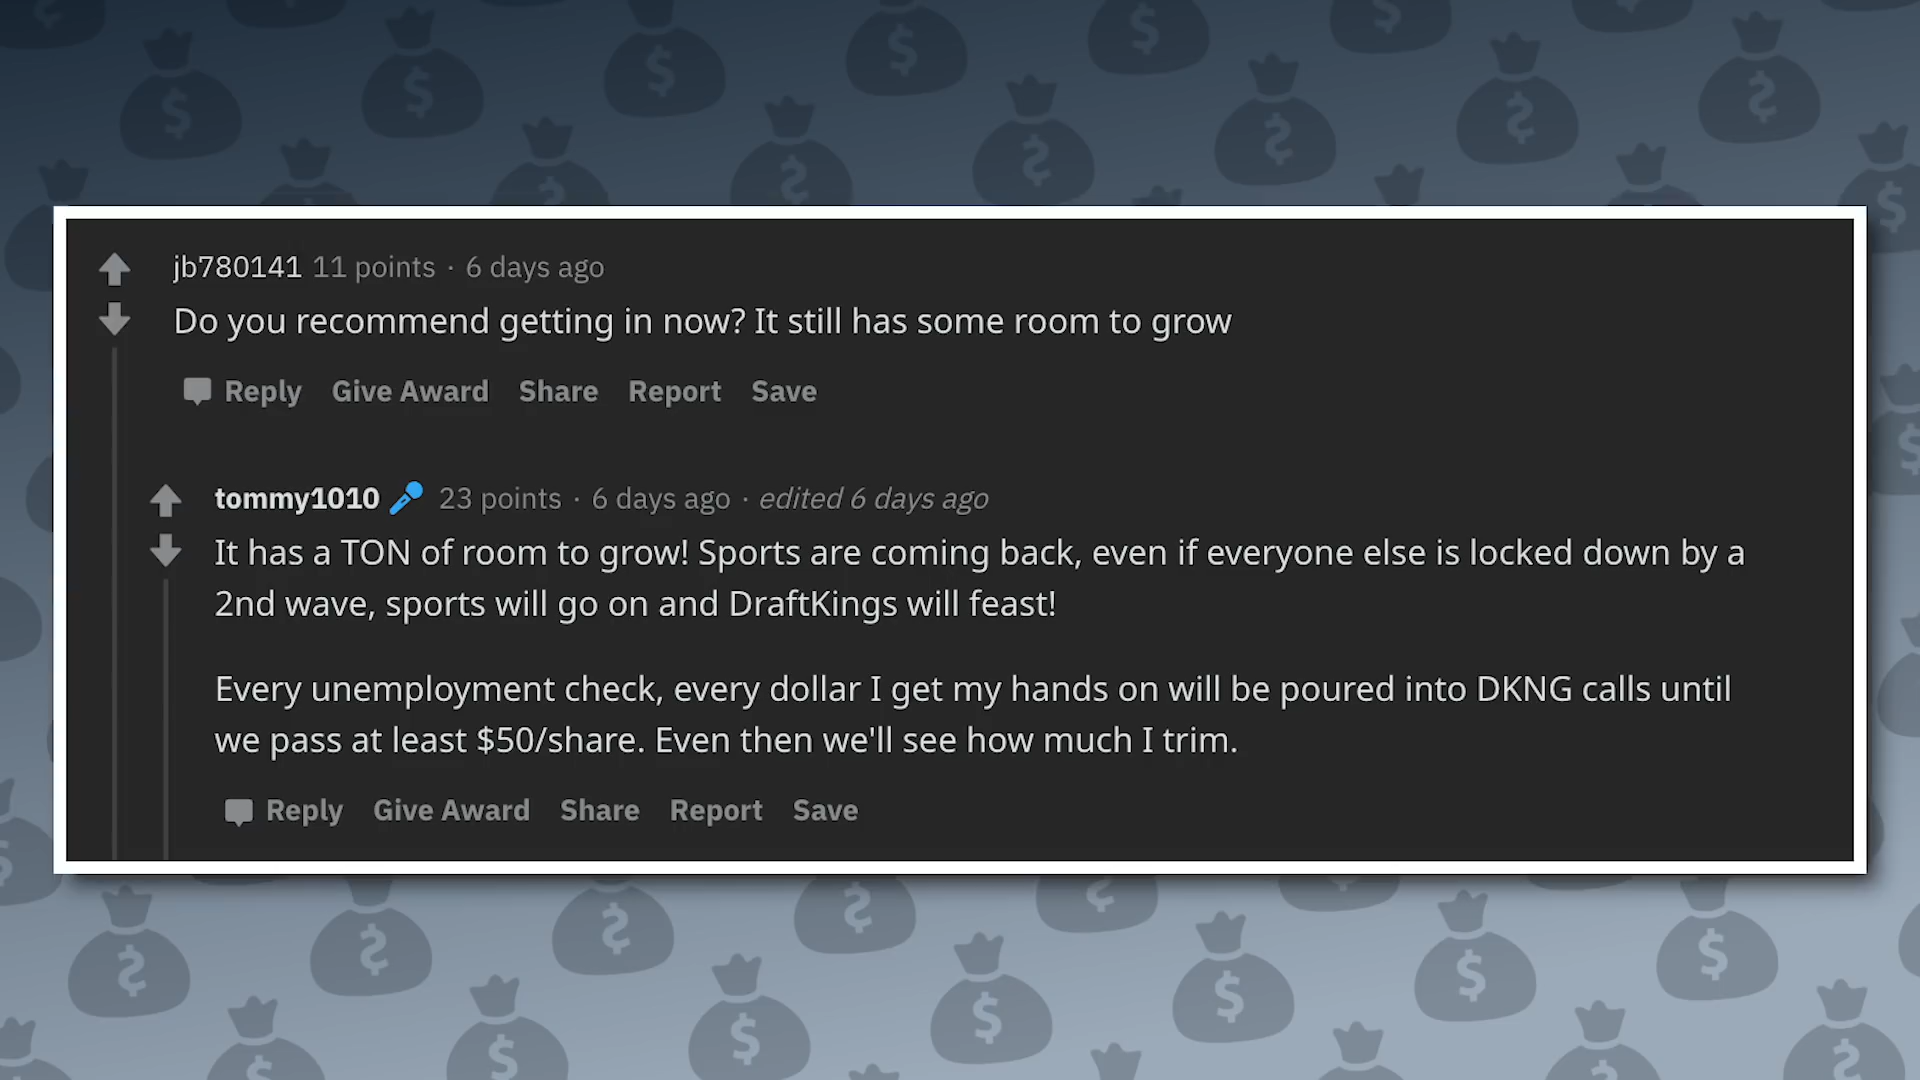 jb780141 11 points · 6 days ago
Do you recommend getting in now? It still has some room to grow
Reply Give Award Share Report Save
tommy1010 23 points · 6 days ago · edited 6 days ago
It has a TON of room to grow! Sports are coming back, even if everyone else is locked down by a
2nd wave, sports will go on and DraftKings will feast!
Every unemployment check, every dollar I get my hands on will be poured into DKNG calls until
we pass at least $50/share. Even then we'll see how much I trim.
Reply Give Award Share Report Save